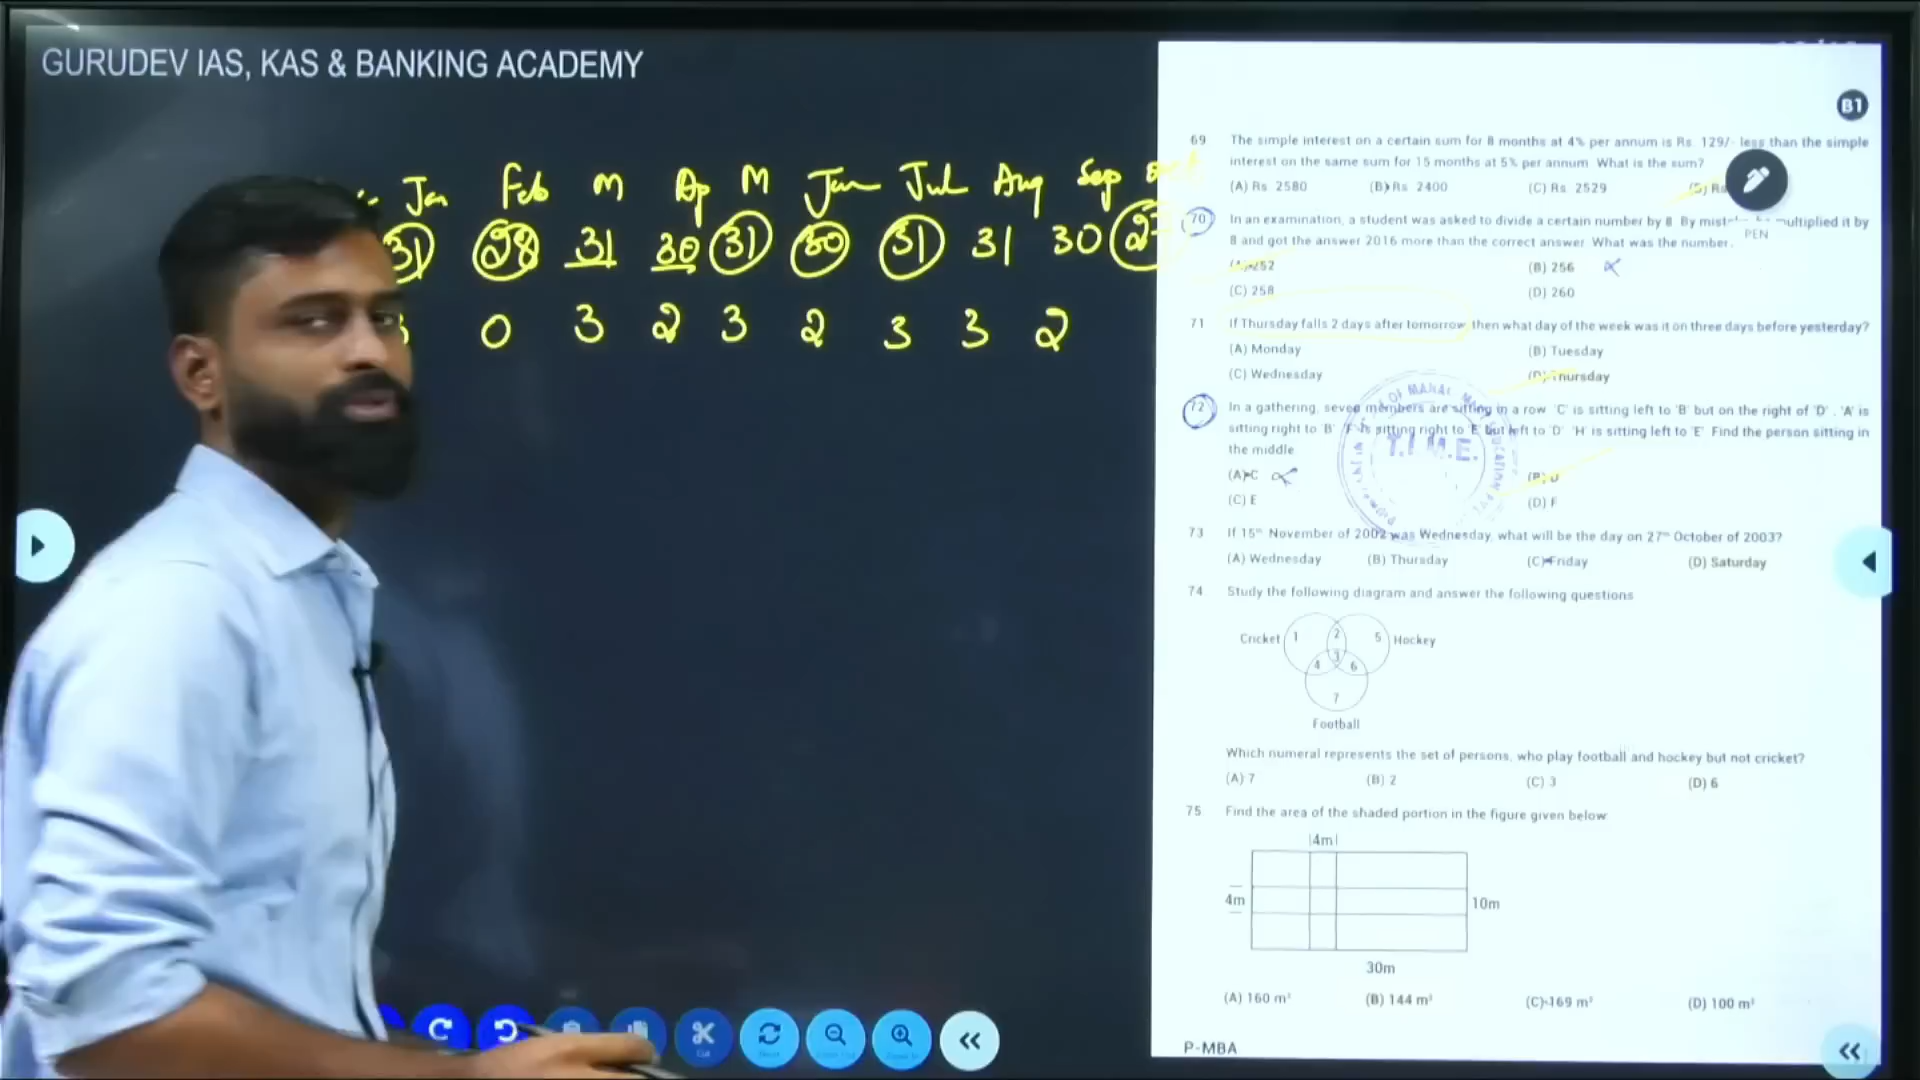 GURUDEV IAS, KAS & BANKING ACADEMY
Jan Feb M Ap M Jun Jul Aug Sep
31 28 31 30 31 30 31 31 30
0 3 2 3 2 3 3 2
B1
69 The simple interest on a certain sum for 8 months at 4% per annum is Rs. 129/- less than the simple
interest on the same sum for 15 months at 5% per annum. What is the sum?
(A) Rs. 2580 (B) Rs. 2400 (C) Rs. 2529
PEN
70 In an examination, a student was asked to divide a certain number by 8. By multiplied it by
8 and got the answer 2016 more than the correct answer. What was the number.
(A) 252 (B) 256
(C) 258 (D) 260
71 If Thursday falls 2 days after tomorrow, then what day of the week was it on three days before yesterday?
(A) Monday (B) Tuesday
(C) Wednesday (D) Thursday
72 In a gathering, seven members are sitting in a row. 'C' is sitting left to 'B' but on the right of 'D'. 'A' is
sitting right to 'B'. 'F' is sitting right to 'E' but left to 'D'. 'H' is sitting left to 'E'. Find the person sitting in
the middle
(A) C
(C) E (D) F
T.I.M.E.
73 If 15th November of 2002 was Wednesday, what will be the day on 27th October of 2003?
(A) Wednesday (B) Thursday (C) Friday (D) Saturday
74 Study the following diagram and answer the following questions
Cricket 1 2 5 Hockey
4 3 6
7
Football
Which numeral represents the set of persons, who play football and hockey but not cricket?
(A) 7 (B) 2 (C) 3 (D) 6
75 Find the area of the shaded portion in the figure given below:
4m
4m 10m
30m
(A) 160 m² (B) 144 m² (C) 169 m² (D) 100 m²
P-MBA